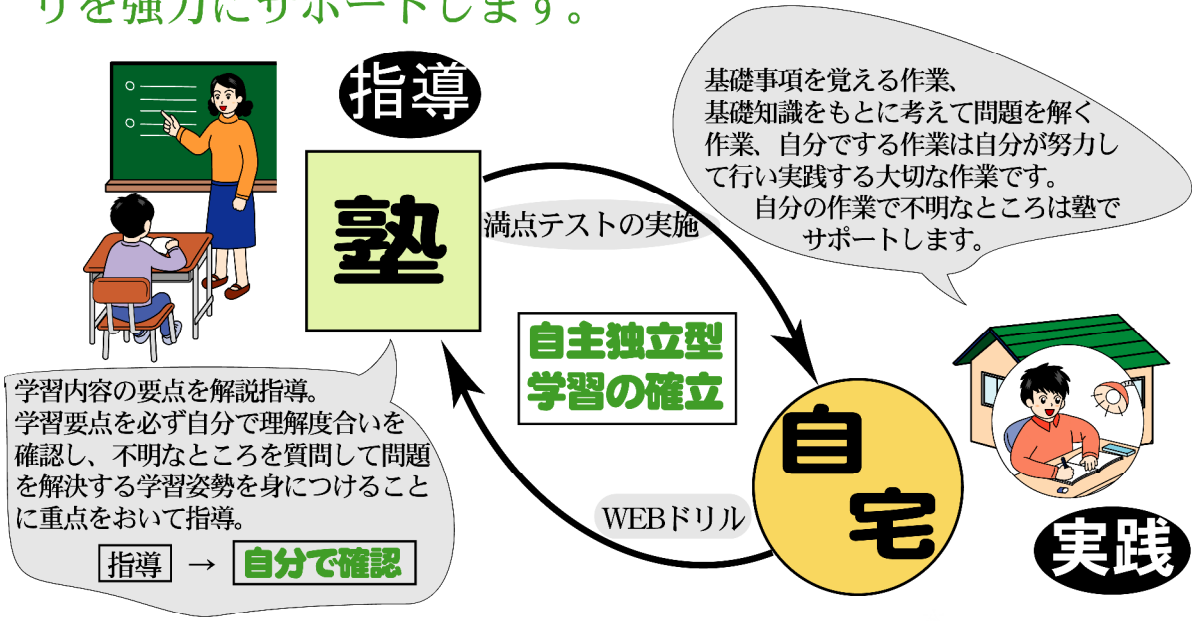 りを強力にサポートします。
指導
塾
満点テストの実施
基礎事項を覚える作業、
基礎知識をもとに考えて問題を解く
作業、自分でする作業は自分が努力し
て行い実践する大切な作業です。
自分の作業で不明なところは塾で
サポートします。
自主独立型
学習の確立
学習内容の要点を解説指導。
学習要点を必ず自分で理解度合いを
確認し、不明なところを質問して問題
を解決する学習姿勢を身につけること
に重点をおいて指導。
指導 → 自分で確認
WEBドリル
自
宅
実践